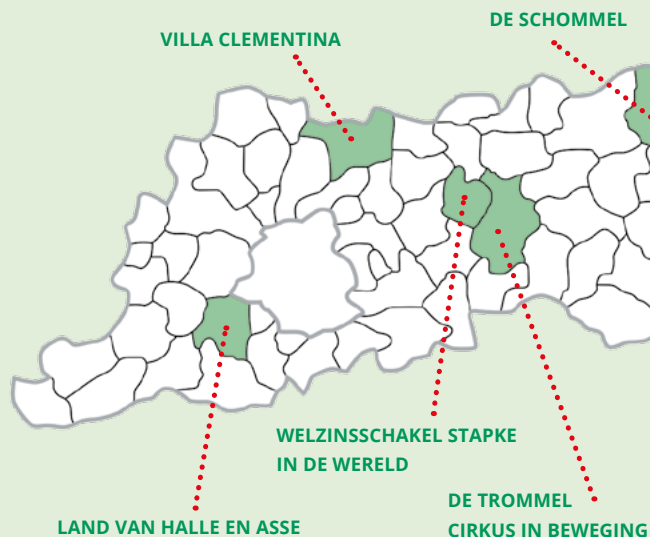 DE SCHOMMEL
VILLA CLEMENTINA
WELZINSSCHAKEL STAPKE
IN DE WERELD
DE TROMMEL
CIRKUS IN BEWEGING
LAND VAN HALLE EN ASSE